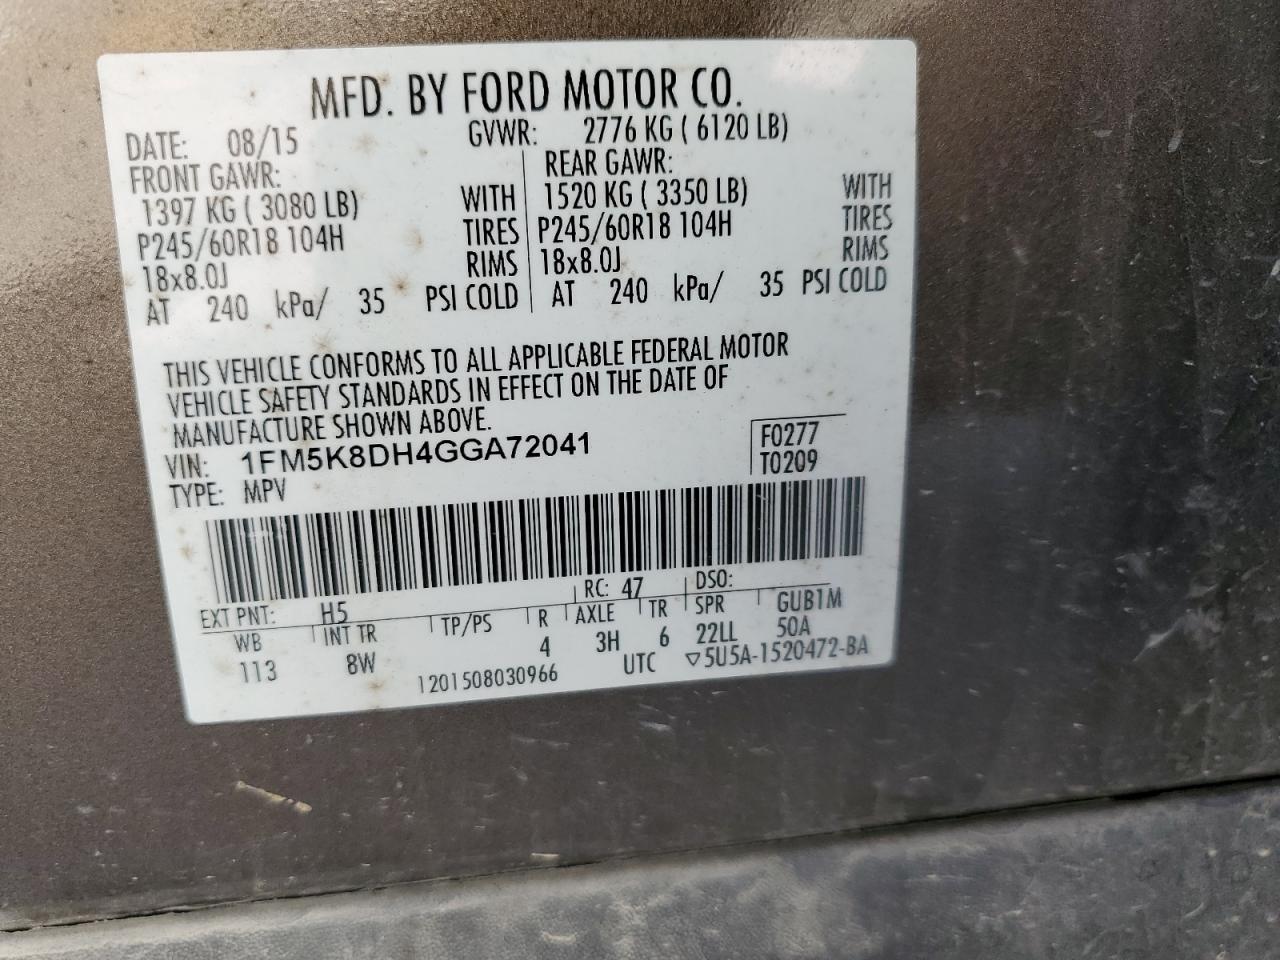 MFD. BY FORD MOTOR CO.
DATE: 08/15 GVWR: 2776 KG ( 6120 LB)
FRONT GAWR: REAR GAWR:
1397 KG ( 3080 LB) WITH 1520 KG ( 3350 LB) WITH
P245/60R18 104H TIRES P245/60R18 104H TIRES
18x8.0J RIMS 18x8.0J RIMS
AT 240 kPa/ 35 PSI COLD AT 240 kPa/ 35 PSI COLD
THIS VEHICLE CONFORMS TO ALL APPLICABLE FEDERAL MOTOR
VEHICLE SAFETY STANDARDS IN EFFECT ON THE DATE OF
MANUFACTURE SHOWN ABOVE.
VIN: 1FM5K8DH4GGA72041 F0277
TYPE: MPV T0209
EXT PNT: H5 RC: 47 DSO:
WB INT TR TP/PS R AXLE TR SPR GUB1M
113 8W 4 3H 6 22LL 50A
1201508030966 UTC ▽5U5A-1520472-BA